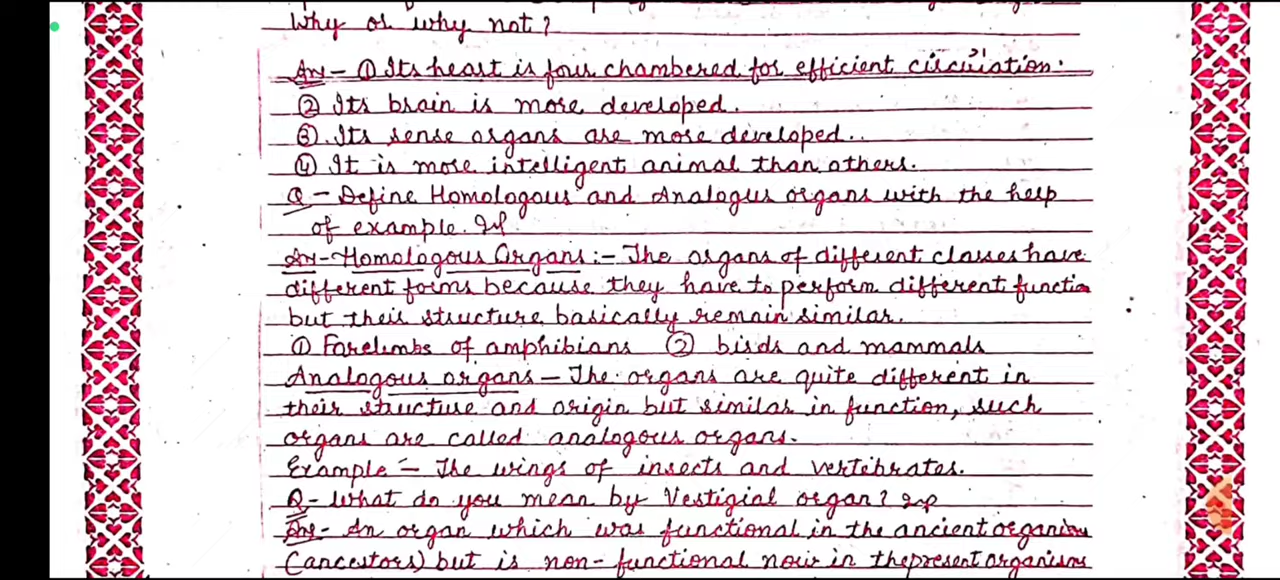 Why or why not?
Ans - ① Its heart is four chambered for efficient circulation.
② Its brain is more developed.
③. Its sense organs are more developed..
④ It is more intelligent animal than others.
Q - Define Homologous and Analogus organs with the help
of example.
Ans - Homologous Organs :- The organs of different classes have
different forms because they have to perform different functio
but their structure basically remain similar.
① Forelimbs of amphibians ② birds and mammals
Analogous organs - The organs are quite different in
their structure and origin but similar in function, such
organs are called analogous organs.
Example :- The wings of insects and vertebrates.
Q - What do you mean by Vestigial organ? Imp
Ans - An organ which was functional in the ancient organism
(ancestors) but is non-functional now in the present organisms